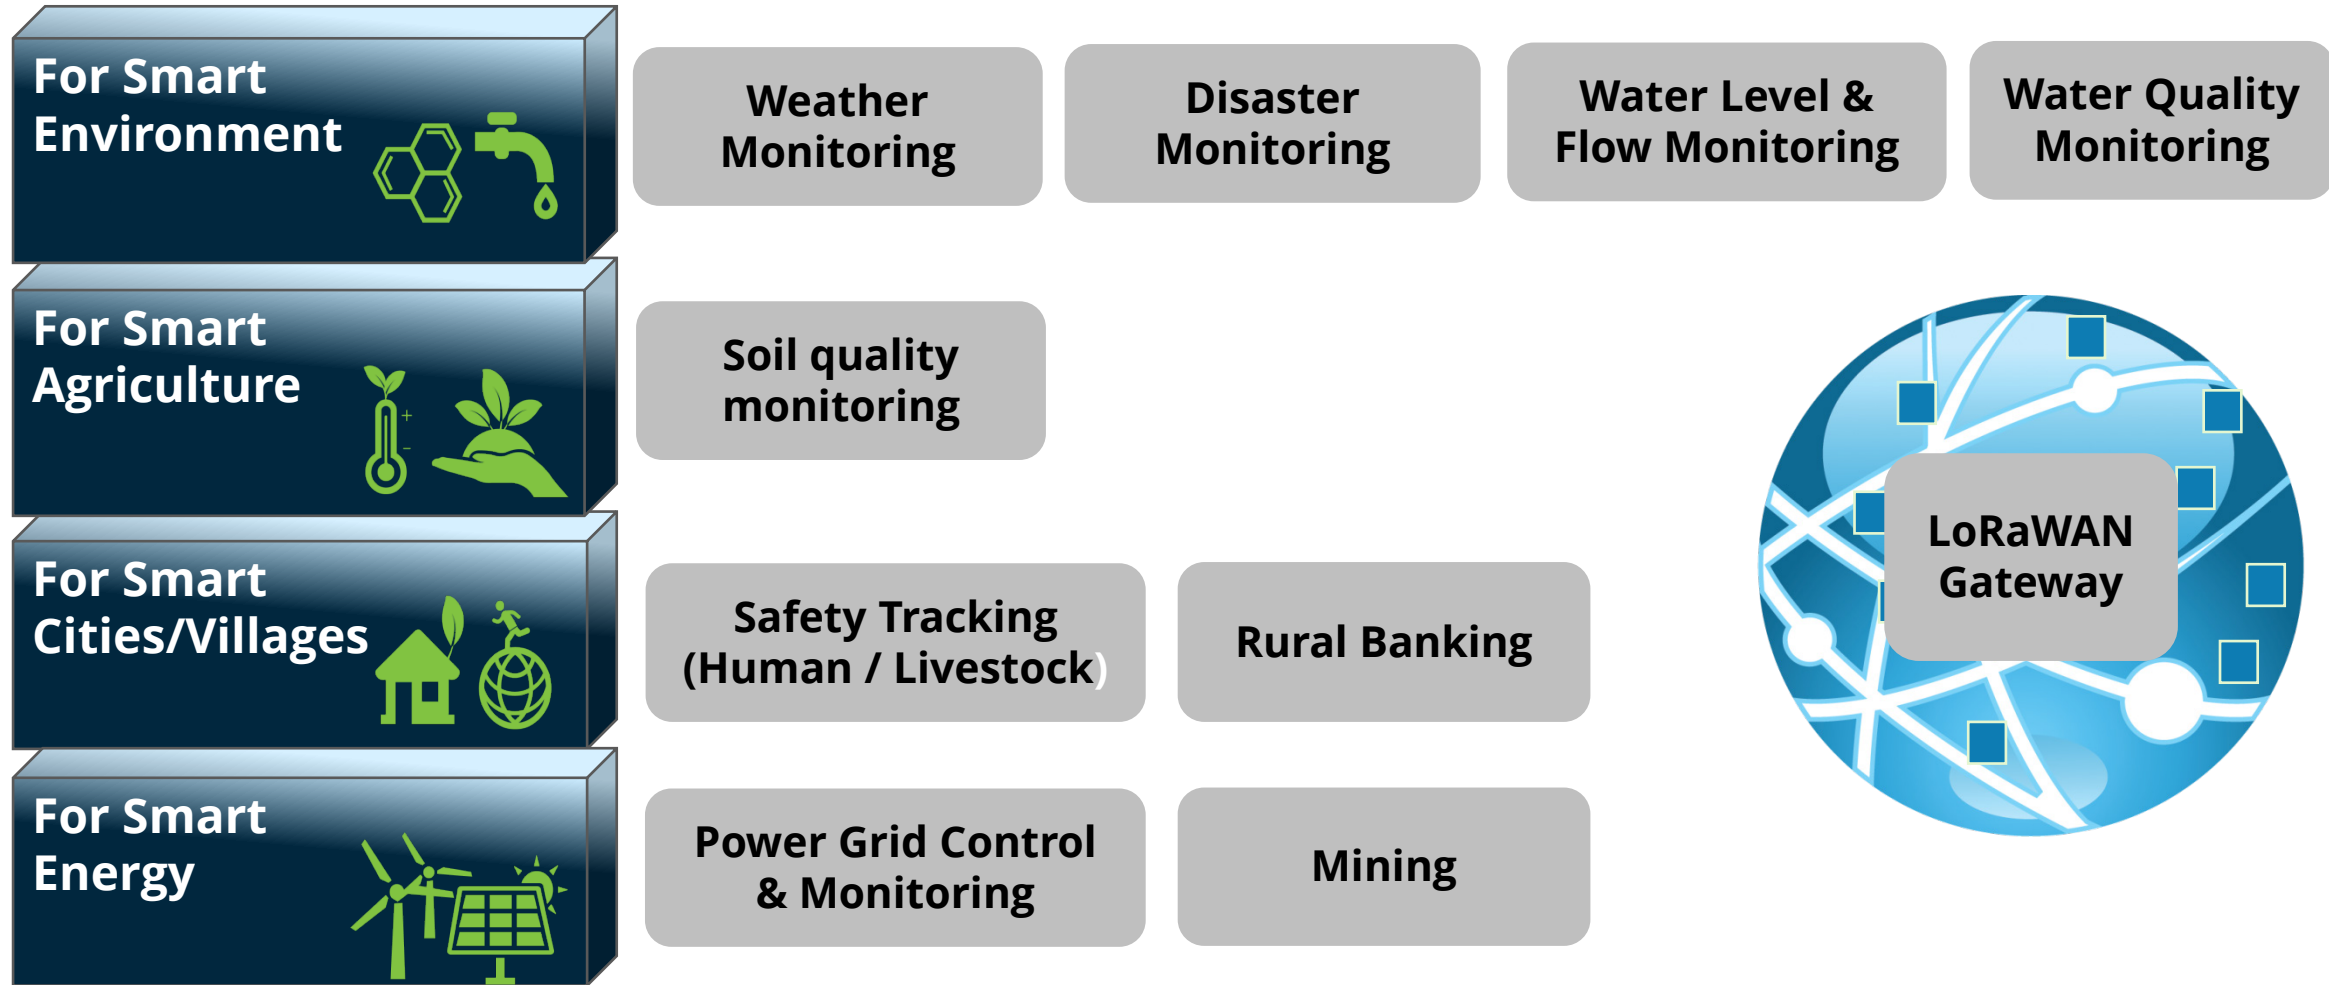 For Smart
Environment
Weather
Monitoring
Disaster
Monitoring
Water Level &
Flow Monitoring
Water Quality
Monitoring
For Smart
Agriculture
Soil quality
monitoring
For Smart
Cities/Villages
Safety Tracking
(Human / Livestock)
Rural Banking
LoRaWAN
Gateway
For Smart
Energy
Power Grid Control
& Monitoring
Mining